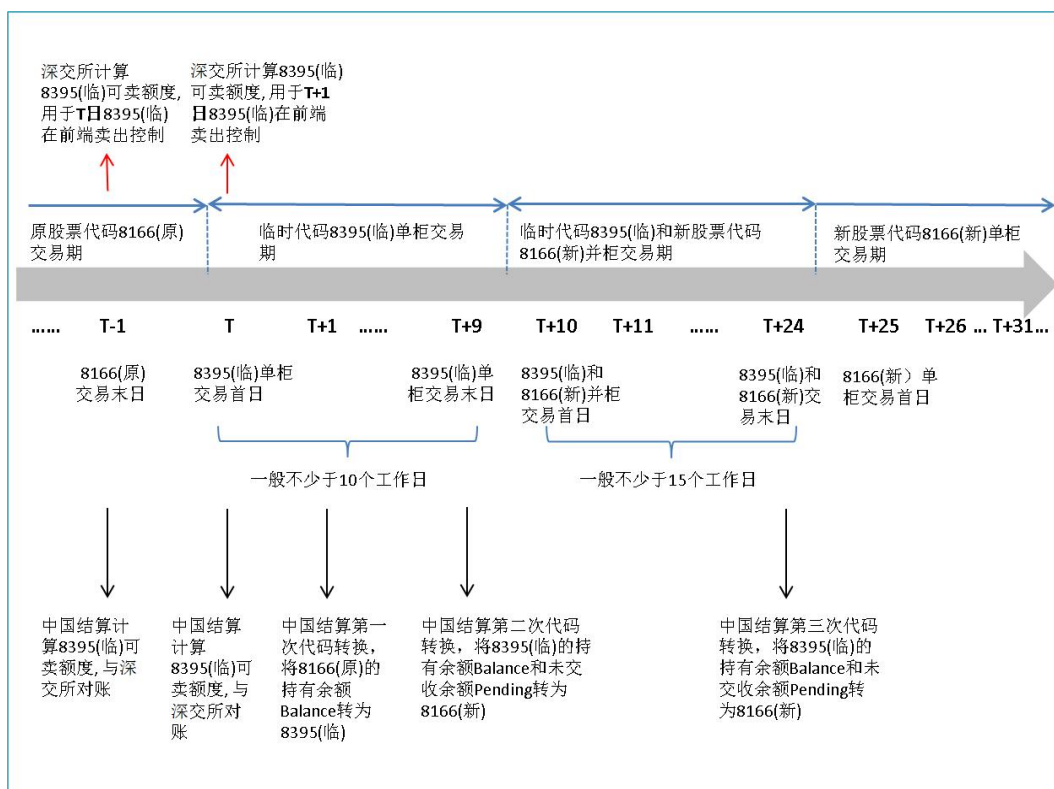 深交所计算
8395(临)可卖额度,
用于T日8395(临)
在前端卖出控制
深交所计算8395(临)
可卖额度, 用于T+1
日8395(临)在前端
卖出控制
原股票代码8166(原)
交易期
临时代码8395(临)单柜交易
期
临时代码8395(临)和新股票代码
8166(新)并柜交易期
新股票代码8166(新)单柜
交易期
...... T-1 T T+1 ...... T+9 T+10 T+11 ...... T+24 T+25 T+26 ... T+31...
8166(原)
交易末日
8395(临)单柜
交易首日
8395(临)单
柜交易末日
8395(临)和
8166(新)并柜
交易首日
8395(临)和
8166(新)交
易末日
8166(新）单
柜交易首日
一般不少于10个工作日
一般不少于15个工作日
中国结算计
算8395(临)可
卖额度, 与深
交所对账
中国结算
计算
8395(临)可
卖额度, 与
深交所对
账
中国结算第一
次代码转换，
将8166(原)的
持有余额
Balance转为
8395(临)
中国结算第二次代码
转换，将8395(临)的持
有余额Balance和未交
收余额Pending转为
8166(新)
中国结算第三次代码
转换，将8395(临)的
持有余额Balance和未
交收余额Pending转
为8166(新)